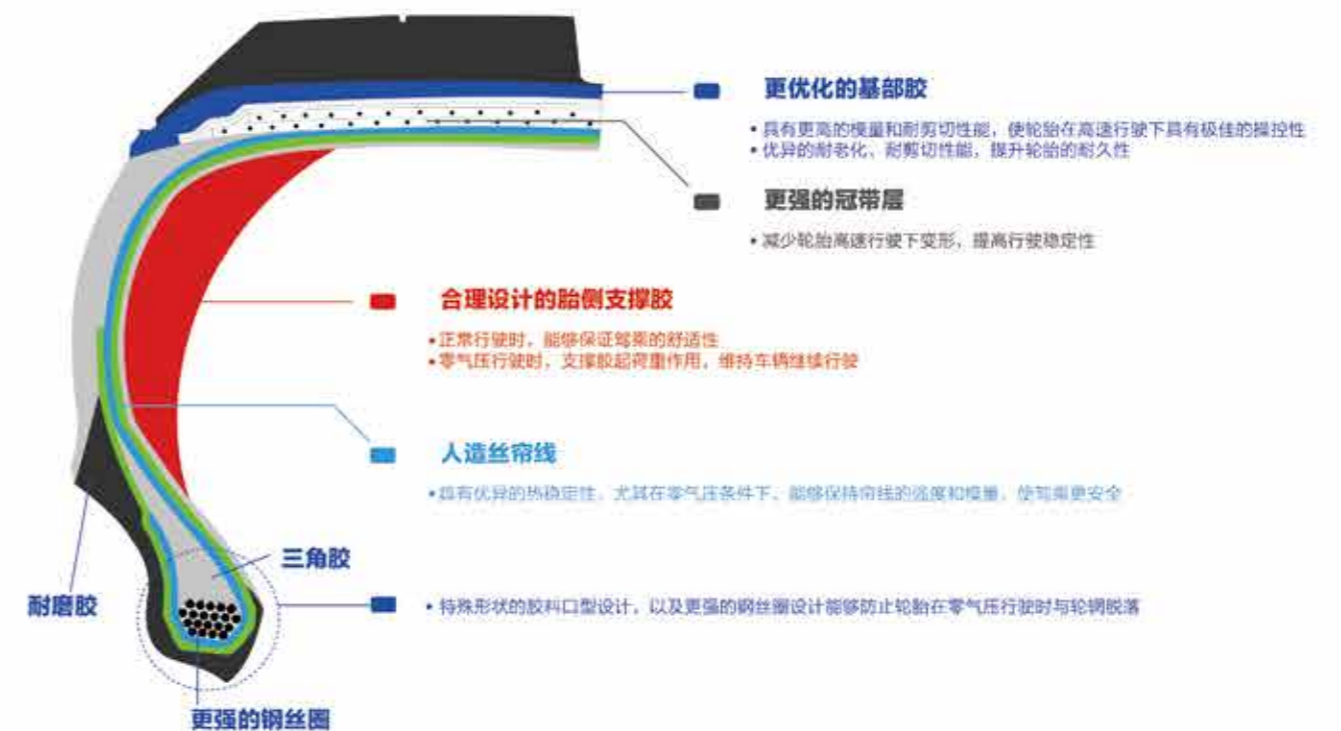 更优化的基部胶
• 具有更高的模量和耐剪切性能，使轮胎在高速行驶下具有极佳的操控性
• 优异的耐老化、耐剪切性能，提升轮胎的耐久性
更强的冠带层
• 减少轮胎高速行驶下变形，提高行驶稳定性
合理设计的胎侧支撑胶
• 正常行驶时，能够保证驾乘的舒适性
• 零气压行驶时，支撑胶起荷重作用，维持车辆继续行驶
人造丝帘线
• 具有优异的热稳定性，尤其在零气压条件下，能够保持帘线的强度和模量，使驾乘更安全
三角胶
耐磨胶
• 特殊形状的胶料口型设计，以及更强的钢丝圈设计能够防止轮胎在零气压行驶时与轮辋脱落
更强的钢丝圈